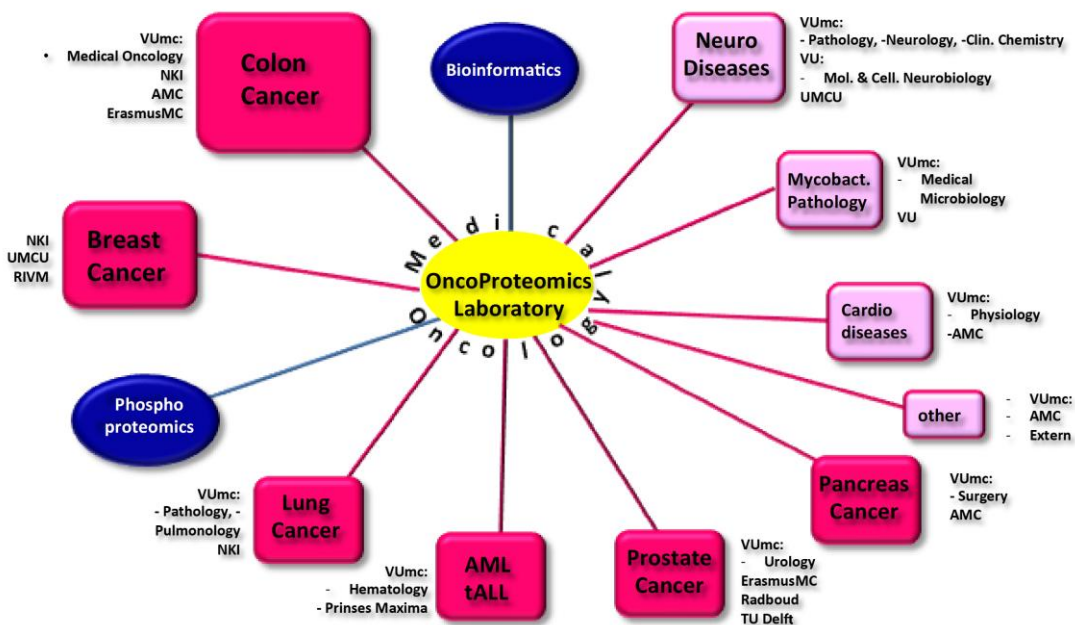 VUmc:
• Medical Oncology
NKI
AMC
ErasmusMC
Colon
Cancer
Bioinformatics
Neuro
Diseases
VUmc:
- Pathology, -Neurology, -Clin. Chemistry
VU:
- Mol. & Cell. Neurobiology
UMCU
Mycobact.
Pathology
VUmc:
- Medical
Microbiology
VU
NKI
UMCU
RIVM
Breast
Cancer
Medical
OncoProteomics
Laboratory
Oncology
Cardio
diseases
VUmc:
- Physiology
-AMC
Phospho
proteomics
other
- VUmc:
- AMC
- Extern
Pancreas
Cancer
VUmc:
- Surgery
AMC
VUmc:
- Pathology, -
Pulmonology
NKI
Lung
Cancer
VUmc:
- Hematology
- Prinses Maxima
AML
tALL
Prostate
Cancer
VUmc:
- Urology
ErasmusMC
Radboud
TU Delft